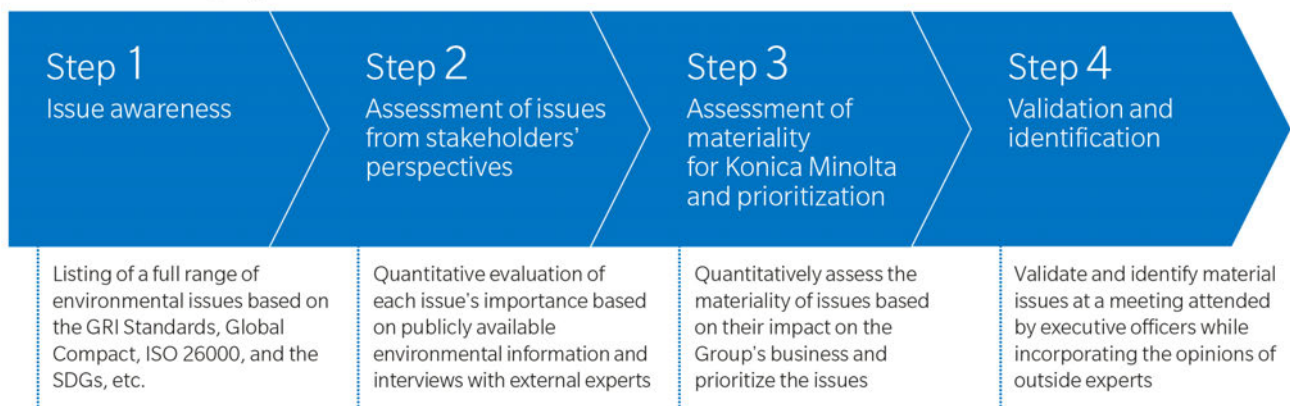 Step 1
Issue awareness
Listing of a full range of
environmental issues based on
the GRI Standards, Global
Compact, ISO 26000, and the
SDGs, etc.
Step 2
Assessment of issues
from stakeholders'
perspectives
Quantitative evaluation of
each issue's importance based
on publicly available
environmental information and
interviews with external experts
Step 3
Assessment of
materiality
for Konica Minolta
and prioritization
Quantitatively assess the
materiality of issues based
on their impact on the
Group's business and
prioritize the issues
Step 4
Validation and
identification
Validate and identify material
issues at a meeting attended
by executive officers while
incorporating the opinions of
outside experts